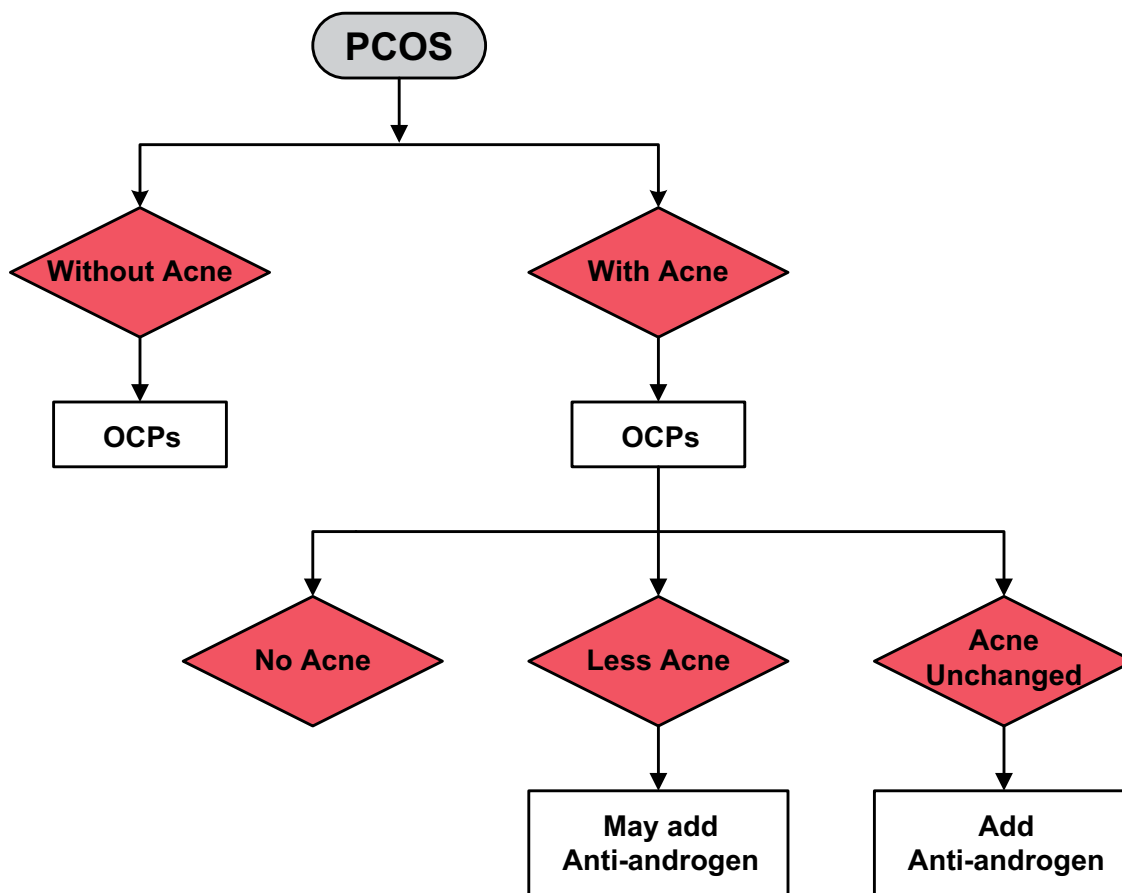 PCOS
Without Acne
With Acne
OCPs
OCPs
No Acne
Less Acne
Acne
Unchanged
May add
Anti-androgen
Add
Anti-androgen